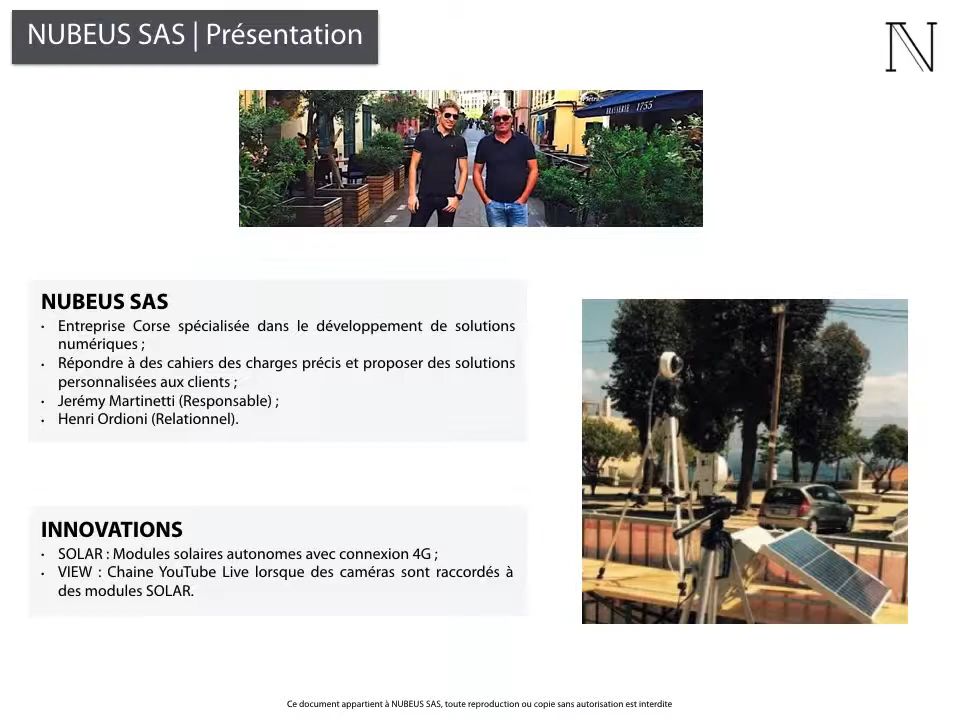 NUBEUS SAS | Présentation
N
BRASSERIE 1755
NUBEUS SAS
• Entreprise Corse spécialisée dans le développement de solutions
numériques ;
• Répondre à des cahiers des charges précis et proposer des solutions
personnalisées aux clients ;
• Jerémy Martinetti (Responsable) ;
• Henri Ordioni (Relationnel).
INNOVATIONS
• SOLAR : Modules solaires autonomes avec connexion 4G ;
• VIEW : Chaine YouTube Live lorsque des caméras sont raccordés à
des modules SOLAR.
Ce document appartient à NUBEUS SAS, toute reproduction ou copie sans autorisation est interdite